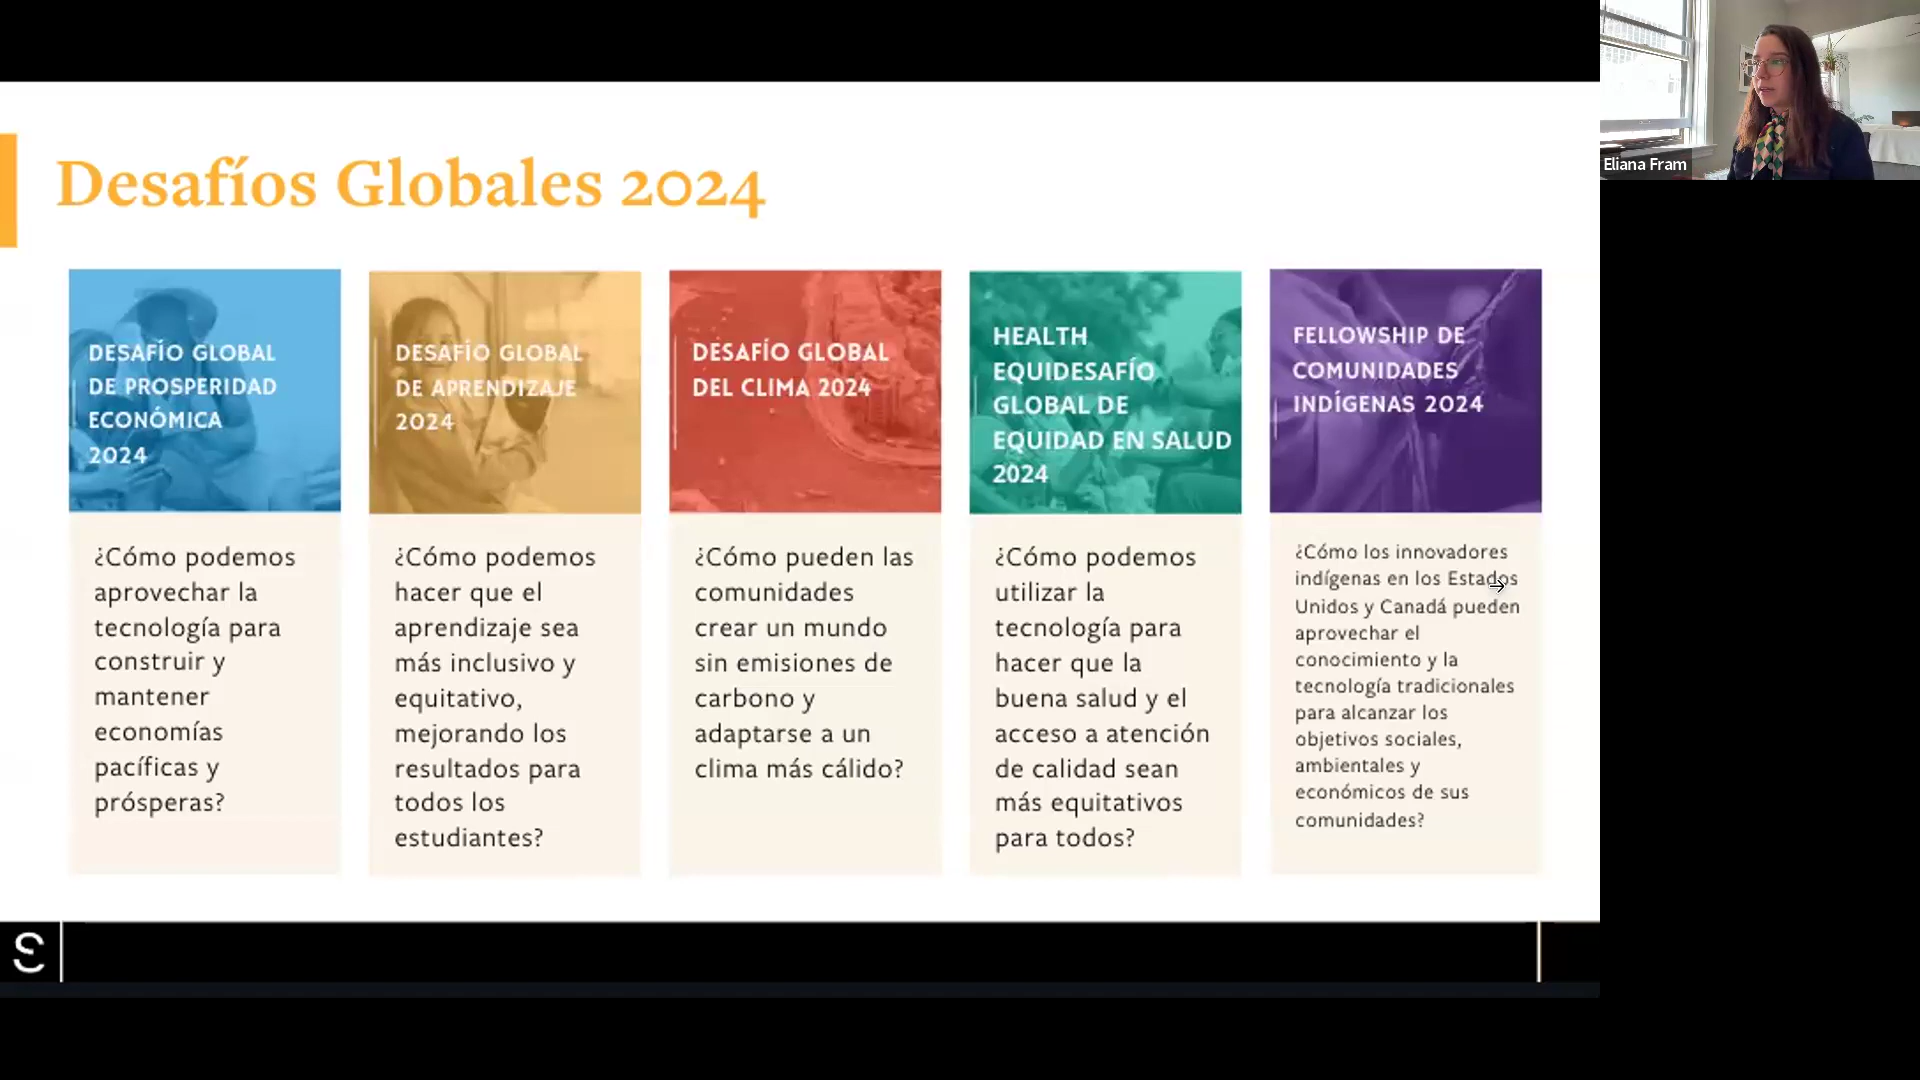 Desafíos Globales 2024
DESAFÍO GLOBAL
DE PROSPERIDAD
ECONÓMICA
2024
¿Cómo podemos
aprovechar la
tecnología para
construir y
mantener
economías
pacíficas y
prósperas?
DESAFÍO GLOBAL
DE APRENDIZAJE
2024
¿Cómo podemos
hacer que el
aprendizaje sea
más inclusivo y
equitativo,
mejorando los
resultados para
todos los
estudiantes?
DESAFÍO GLOBAL
DEL CLIMA 2024
¿Cómo pueden las
comunidades
crear un mundo
sin emisiones de
carbono y
adaptarse a un
clima más cálido?
HEALTH
EQUIDESAFÍO
GLOBAL DE
EQUIDAD EN SALUD
2024
¿Cómo podemos
utilizar la
tecnología para
hacer que la
buena salud y el
acceso a atención
de calidad sean
más equitativos
para todos?
FELLOWSHIP DE
COMUNIDADES
INDÍGENAS 2024
¿Cómo los innovadores
indígenas en los Estados
Unidos y Canadá pueden
aprovechar el
conocimiento y la
tecnología tradicionales
para alcanzar los
objetivos sociales,
ambientales y
económicos de sus
comunidades?
Eliana Fram